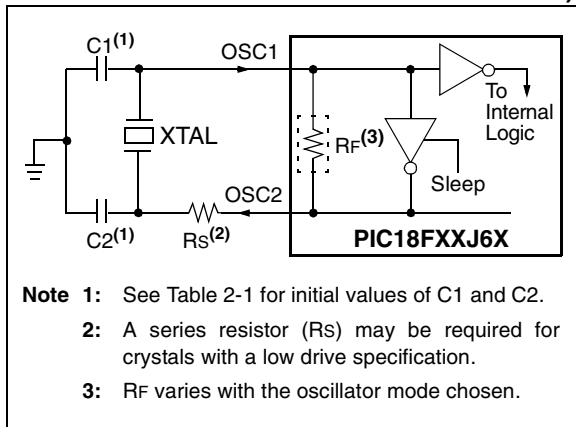 C1(1)
OSC1
To
Internal
Logic
XTAL
RF(3)
Sleep
OSC2
C2(1)
RS(2)
PIC18FXXJ6X
Note 1: See Table 2-1 for initial values of C1 and C2.
2: A series resistor (RS) may be required for
crystals with a low drive specification.
3: RF varies with the oscillator mode chosen.